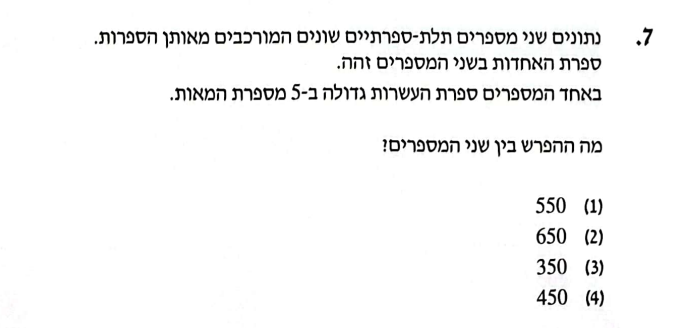 7. נתונים שני מספרים תלת-ספרתיים שונים המורכבים מאותן הספרות.
ספרת האחדות בשני המספרים זהה.
באחד המספרים ספרת העשרות גדולה ב-5 מספרת המאות.
מה ההפרש בין שני המספרים?
(1) 550
(2) 650
(3) 350
(4) 450